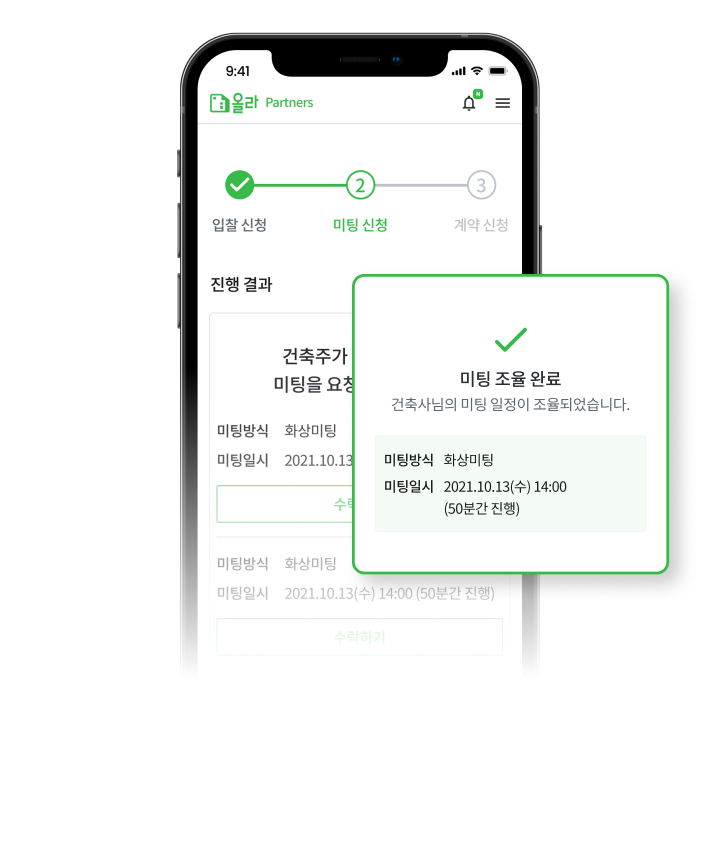 9:41
올라 Partners
N
2
3
입찰 신청
미팅 신청
계약 신청
진행 결과
건축주가
미팅을 요청
미팅방식 화상미팅
미팅일시 2021.10.13
미팅방식 화상미팅
미팅일시 2021.10.13(수) 14:00 (50분간 진행)
수락하기
미팅 조율 완료
건축사님의 미팅 일정이 조율되었습니다.
미팅방식 화상미팅
미팅일시 2021.10.13(수) 14:00
(50분간 진행)